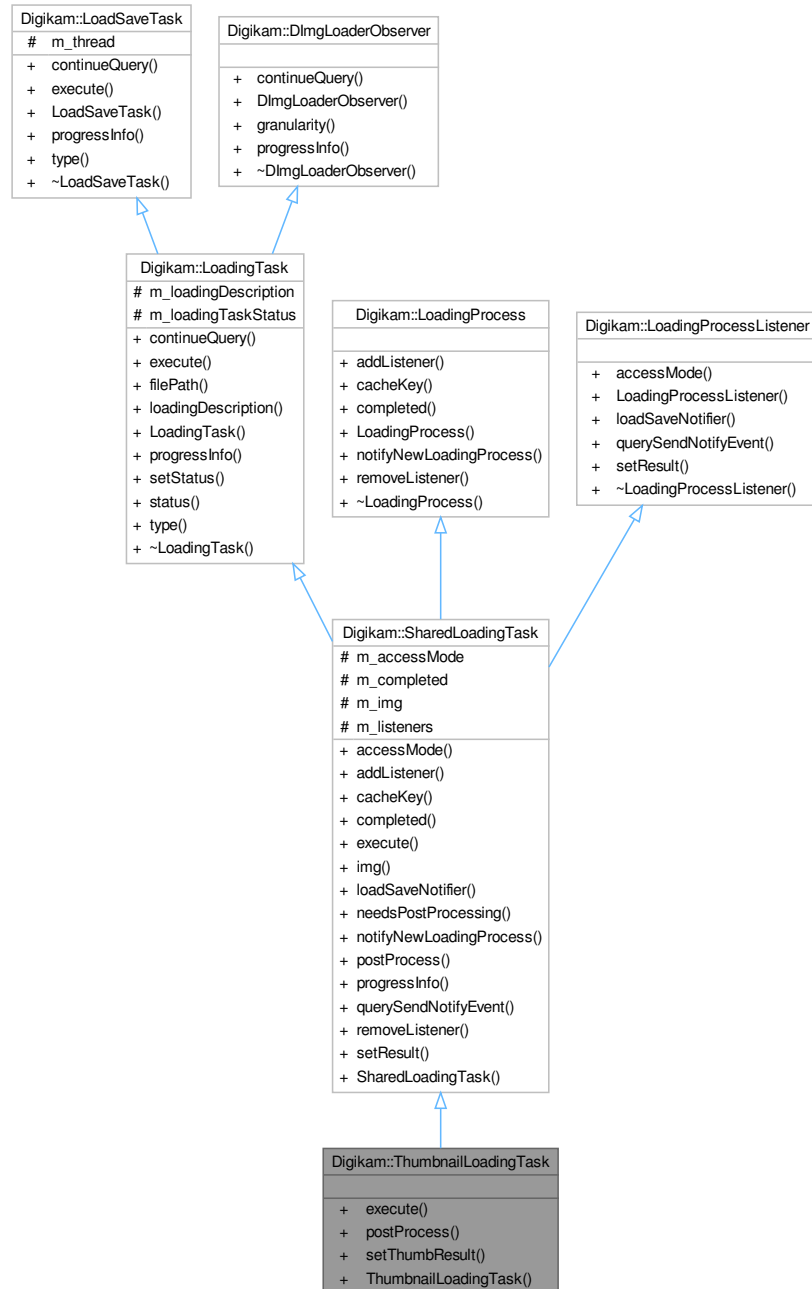 Digikam::LoadSaveTask
# m_thread
+ continueQuery()
+ execute()
+ LoadSaveTask()
+ progressInfo()
+ type()
+ ~LoadSaveTask()
Digikam::DImgLoaderObserver
+ continueQuery()
+ DImgLoaderObserver()
+ granularity()
+ progressInfo()
+ ~DImgLoaderObserver()
Digikam::LoadingTask
# m_loadingDescription
# m_loadingTaskStatus
+ continueQuery()
+ execute()
+ filePath()
+ loadingDescription()
+ LoadingTask()
+ progressInfo()
+ setStatus()
+ status()
+ type()
+ ~LoadingTask()
Digikam::LoadingProcess
+ addListener()
+ cacheKey()
+ completed()
+ LoadingProcess()
+ notifyNewLoadingProcess()
+ removeListener()
+ ~LoadingProcess()
Digikam::LoadingProcessListener
+ accessMode()
+ LoadingProcessListener()
+ loadSaveNotifier()
+ querySendNotifyEvent()
+ setResult()
+ ~LoadingProcessListener()
Digikam::SharedLoadingTask
# m_accessMode
# m_completed
# m_img
# m_listeners
+ accessMode()
+ addListener()
+ cacheKey()
+ completed()
+ execute()
+ img()
+ loadSaveNotifier()
+ needsPostProcessing()
+ notifyNewLoadingProcess()
+ postProcess()
+ progressInfo()
+ querySendNotifyEvent()
+ removeListener()
+ setResult()
+ SharedLoadingTask()
Digikam::ThumbnailLoadingTask
+ execute()
+ postProcess()
+ setThumbResult()
+ ThumbnailLoadingTask()